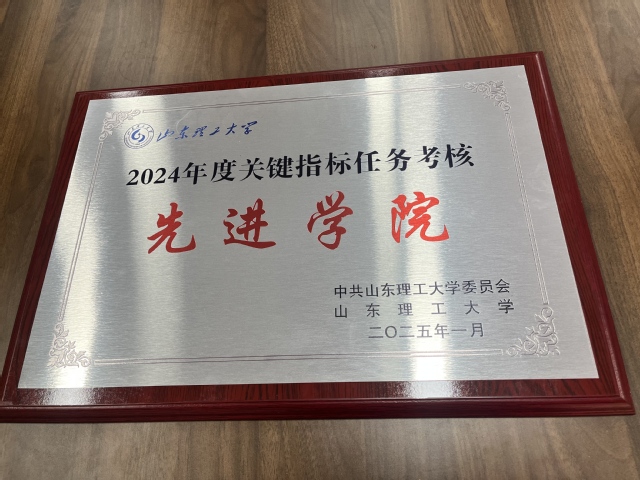 山东理工大学
2024年度关键指标任务考核
先进学院
中共山东理工大学委员会
山东理工大学
二〇二五年一月